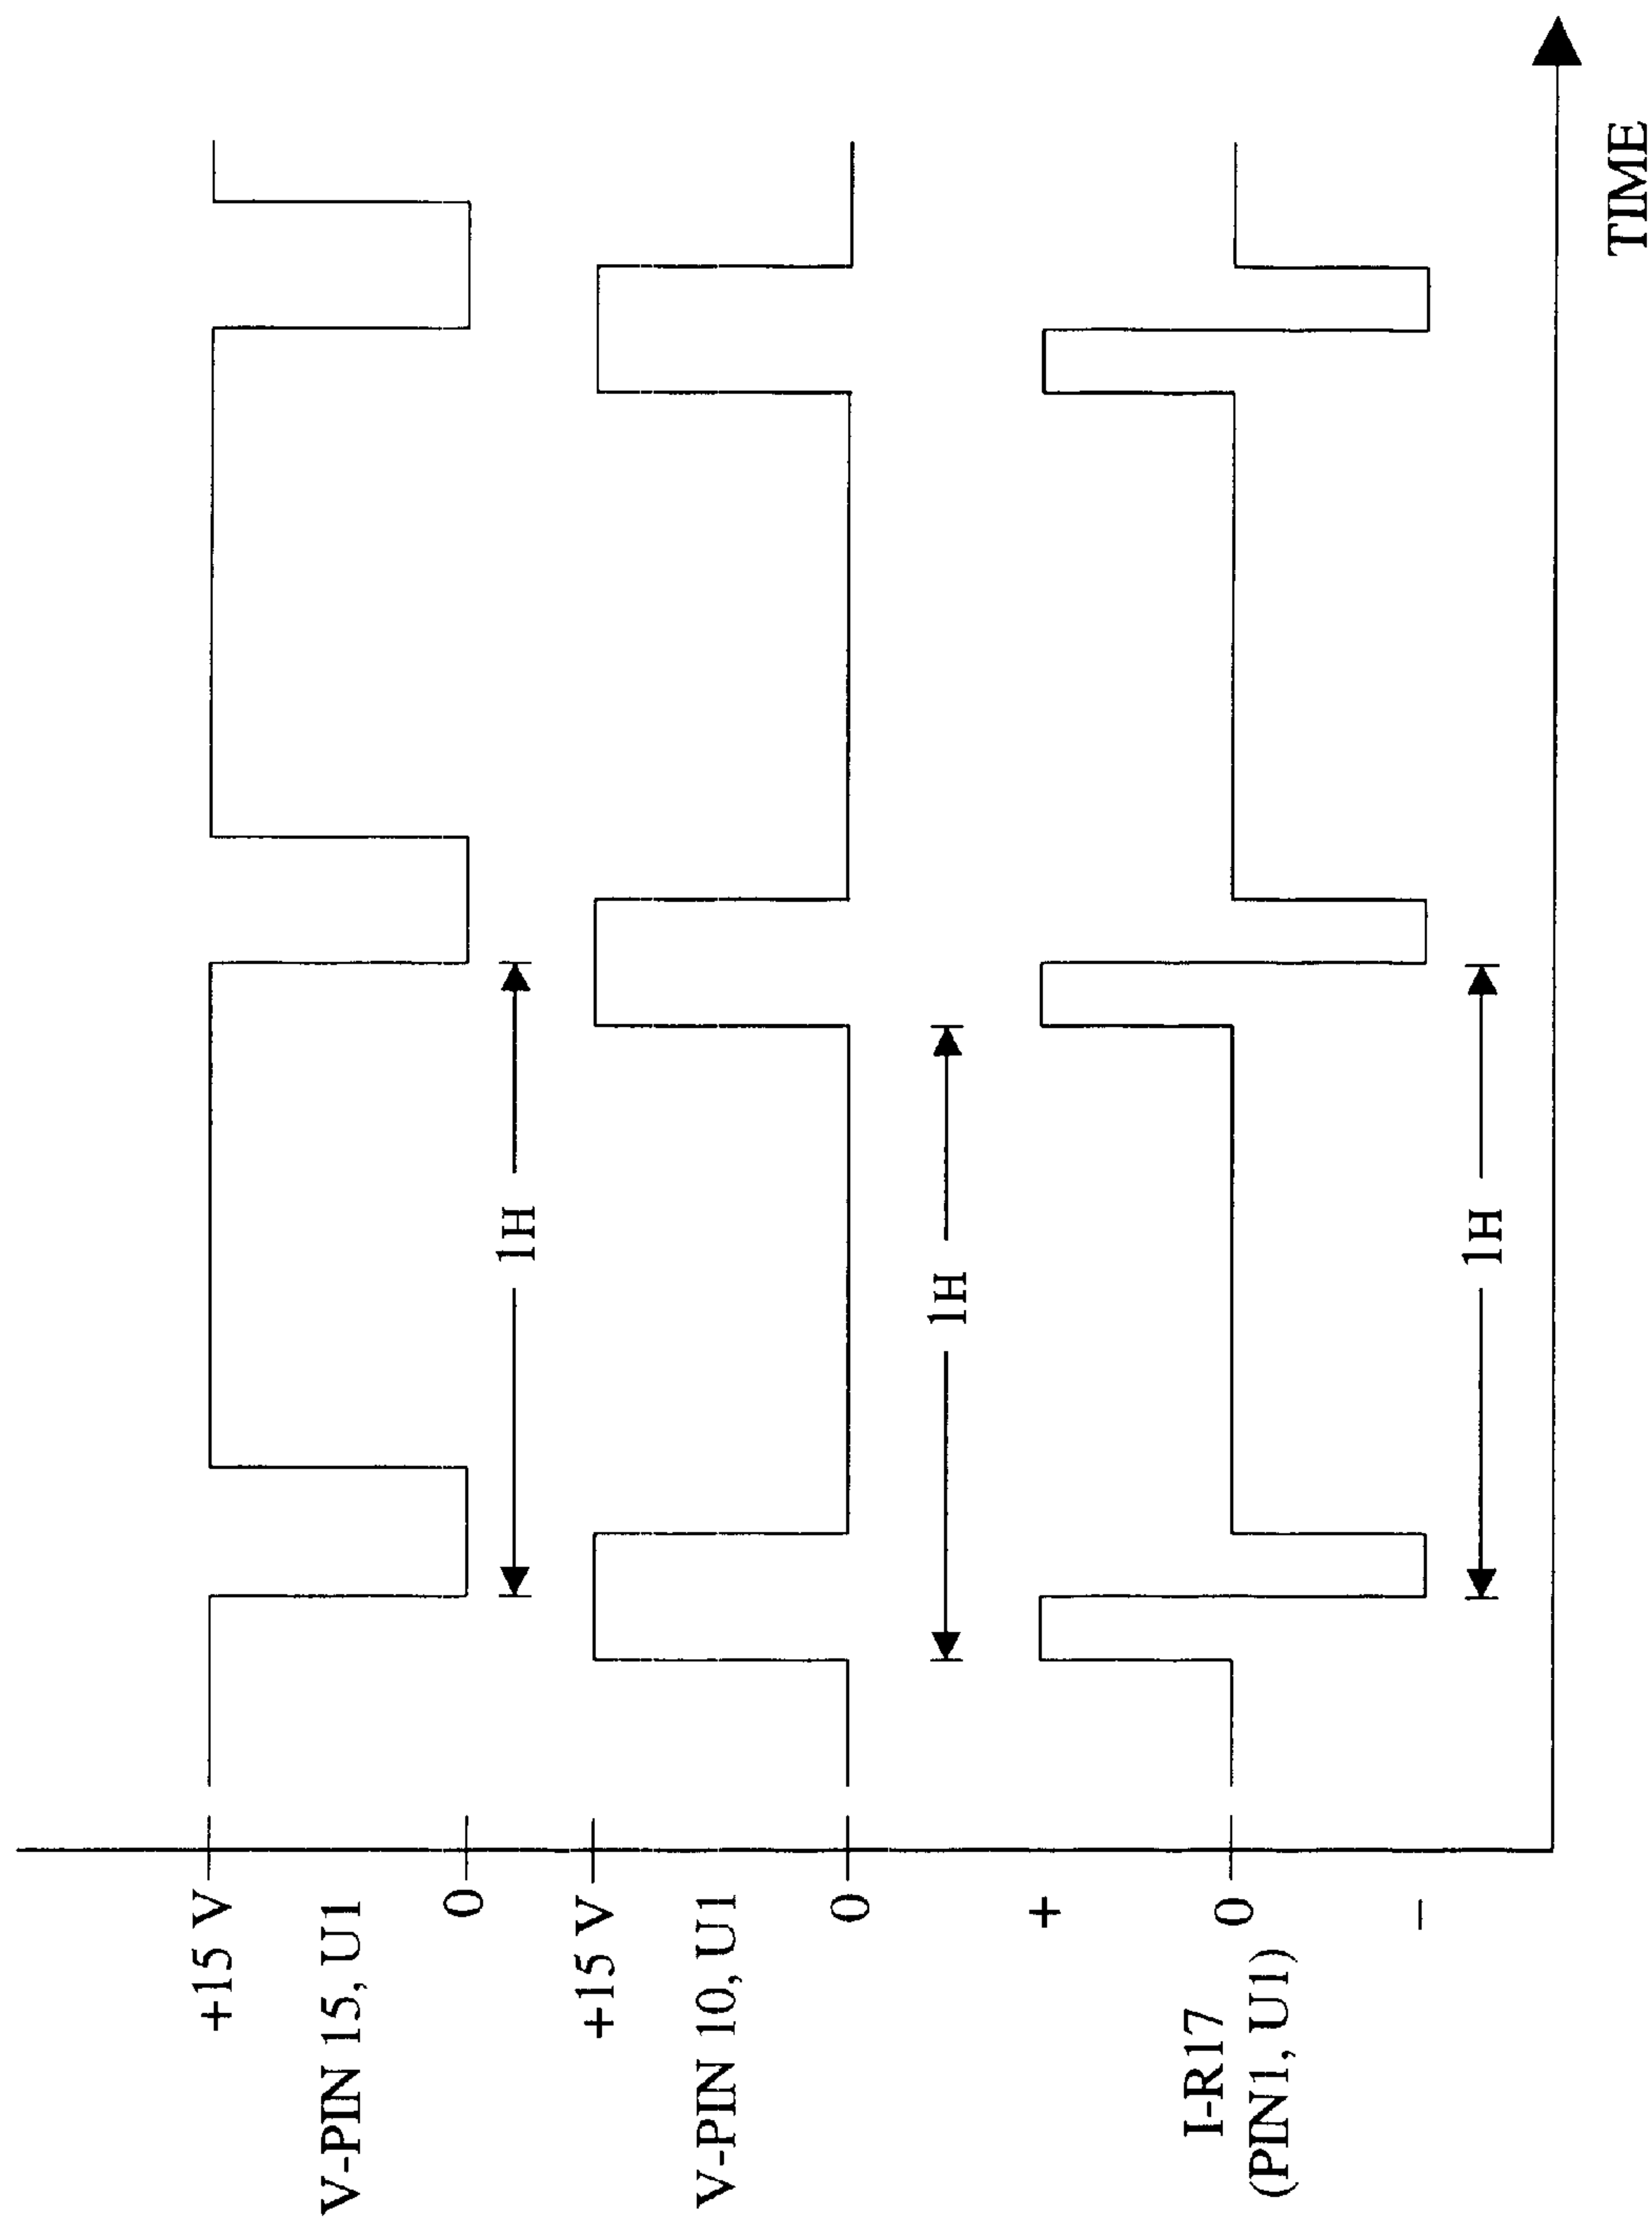 +15 V
V-PIN 15, U1
0
1H
+15 V
V-PIN 10, U1
0
1H
+
I-R17
(PIN1, U1)
0
−
1H
TIME